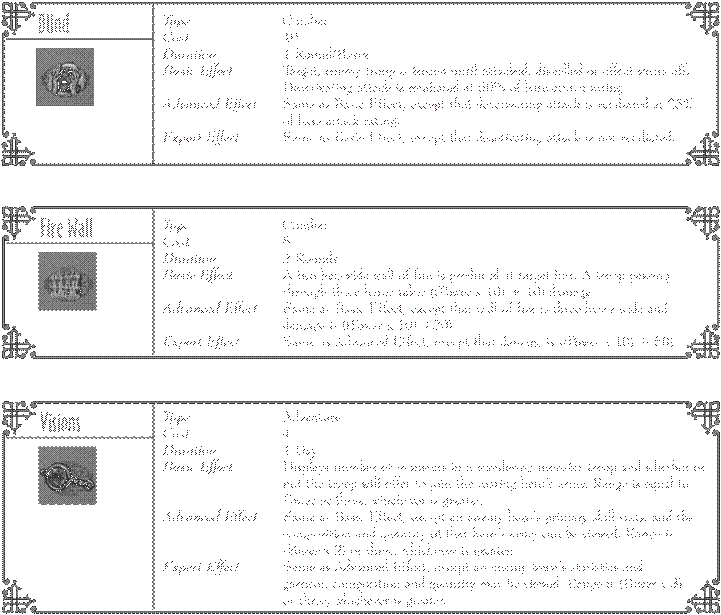 Blind
Type Combat
Cost 10
Duration 1 Round/Power
Basic Effect Target, enemy troop is frozen until attacked, dispelled or effect wears off.
attack is at 50% of base attack rating.
Advanced Effect Same as Basic Effect, except that attack is at 25%
of base attack rating.
Expert Effect Same as Basic Effect, except that attack is not
Fire Wall
Type Combat
Cost 8
Duration 2 Rounds
Basic Effect A two hex wide wall of fire is produced at target hex. A troop passing
through these hexes takes ((Power x 10) + 10) damage.
Advanced Effect Same as Basic Effect, except that wall of fire is three hexes wide and
damage is ((Power x 10) + 20).
Expert Effect Same as Advanced Effect, except that damage is ((Power x 10) + 50).
Visions
Type Adventure
Cost 4
Duration 1 Day
Basic Effect Displays number of creatures in a wandering monster troop and whether or
not the troop will offer to join the casting hero's army. Range is equal to
Power or three, whichever is greater.
Advanced Effect Same as Basic Effect, except an enemy hero's primary skill and the
composition and quantity of that hero's army can be viewed. Range is
(Power x 2) or three, whichever is greater.
Expert Effect Same as Advanced Effect, except an enemy town's statistics and
garrison composition and quantity can be viewed. Range is (Power x 3)
or three, whichever is greater.